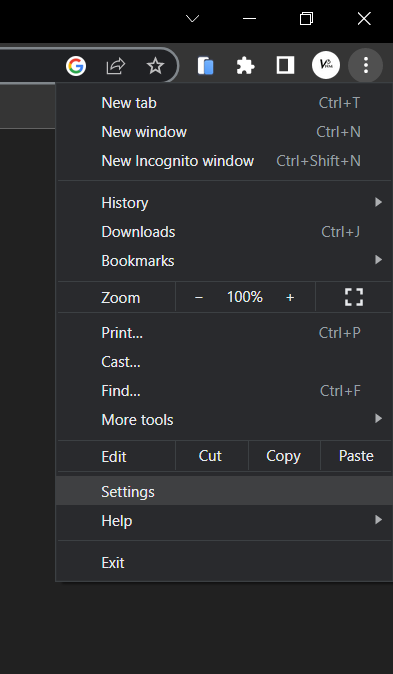 New tab Ctrl+T
New window Ctrl+N
New Incognito window Ctrl+Shift+N
History
Downloads Ctrl+J
Bookmarks
Zoom − 100% +
Print... Ctrl+P
Cast...
Find... Ctrl+F
More tools
Edit Cut Copy Paste
Settings
Help
Exit